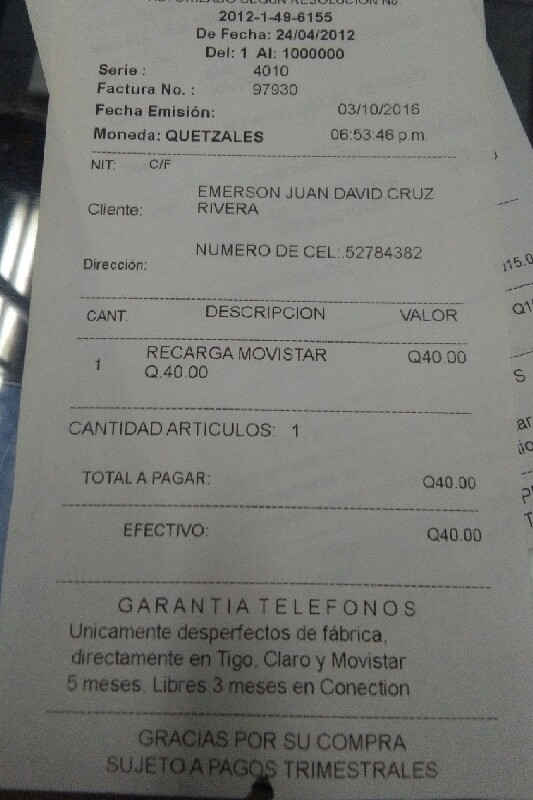 AUTORIZADO SEGÚN RESOLUCIÓN No
2012-1-49-6155
De Fecha: 24/04/2012
Del: 1 Al: 1000000
Serie : 4010
Factura No. : 97930
Fecha Emisión: 03/10/2016
Moneda: QUETZALES 06:53:46 p.m.
NIT: C/F
Cliente: EMERSON JUAN DAVID CRUZ
RIVERA
Dirección: NUMERO DE CEL:.52784382
CANT. DESCRIPCION VALOR
1 RECARGA MOVISTAR Q40.00
Q.40.00
CANTIDAD ARTICULOS: 1
TOTAL A PAGAR: Q40.00
EFECTIVO: Q40.00
GARANTIA TELEFONOS
Unicamente desperfectos de fábrica,
directamente en Tigo, Claro y Movistar
5 meses. Libres 3 meses en Conection
GRACIAS POR SU COMPRA
SUJETO A PAGOS TRIMESTRALES